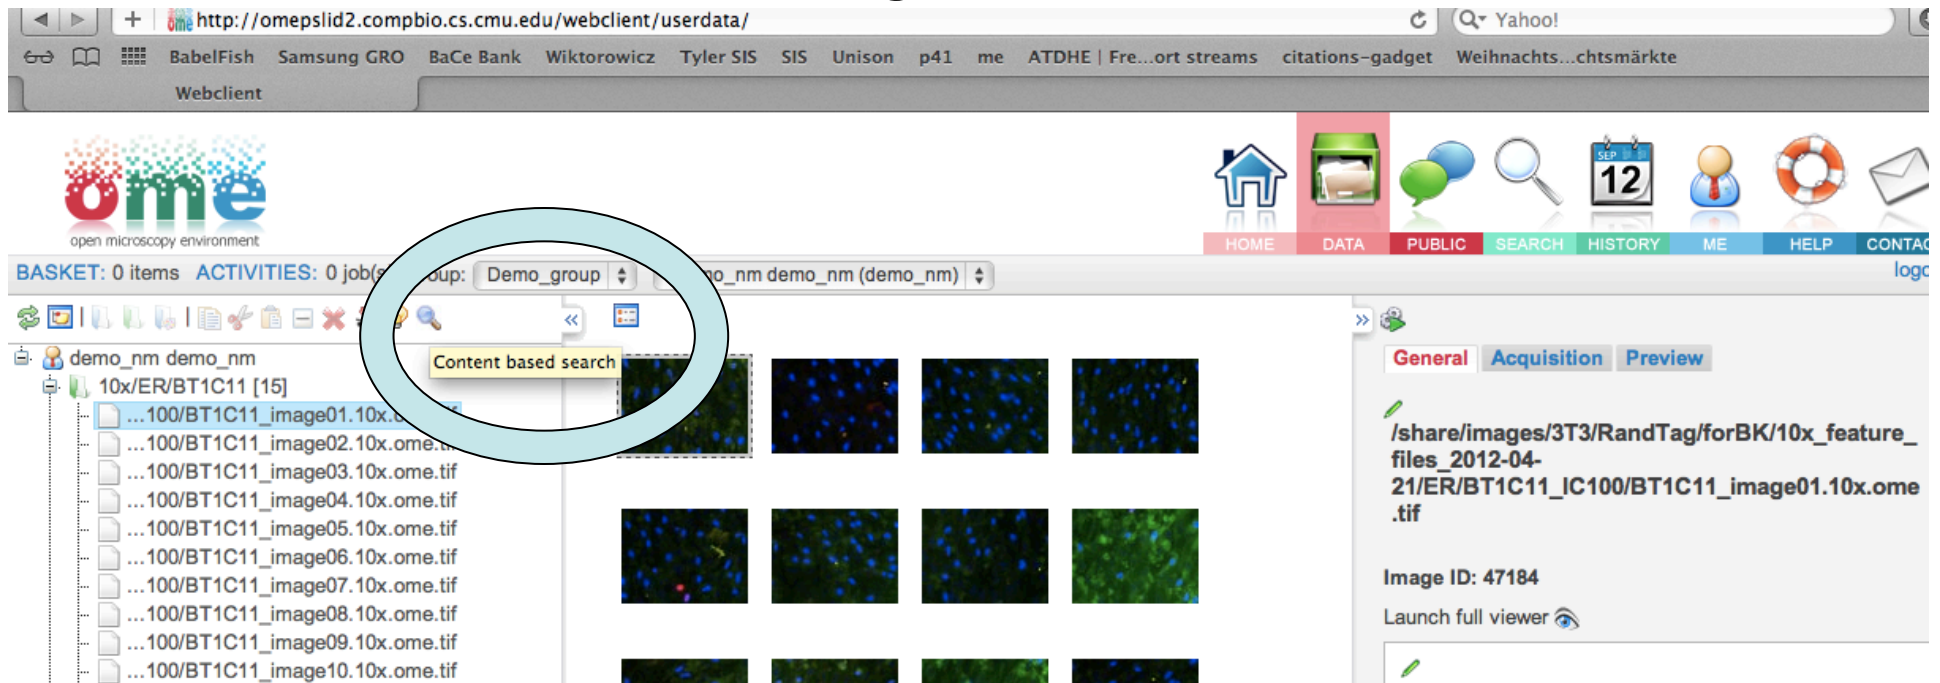 http://omepslid2.compbio.cs.cmu.edu/webclient/userdata/
Yahoo!
BabelFish Samsung GRO BaCe Bank Wiktorowicz Tyler SIS SIS Unison p41 me ATDHE | Fre...ort streams citations-gadget Weihnachts...chtsmärkte
Webclient
ome
open microscopy environment
SEP
12
HOME DATA PUBLIC SEARCH HISTORY ME HELP
BASKET: 0 items ACTIVITIES: 0 Demo_group demo_nm (demo_nm)
demo_nm demo_nm
Content based search
10x/ER/BT1C11 [15]
...100/BT1C11_image01.10x.
...100/BT1C11_image02.10x.ome.tif
...100/BT1C11_image03.10x.ome.tif
...100/BT1C11_image04.10x.ome.tif
...100/BT1C11_image05.10x.ome.tif
...100/BT1C11_image06.10x.ome.tif
...100/BT1C11_image07.10x.ome.tif
...100/BT1C11_image08.10x.ome.tif
...100/BT1C11_image09.10x.ome.tif
...100/BT1C11_image10.10x.ome.tif
General Acquisition Preview
/share/images/3T3/RandTag/forBK/10x_feature_
files_2012-04-
21/ER/BT1C11_IC100/BT1C11_image01.10x.ome
.tif
Image ID: 47184
Launch full viewer